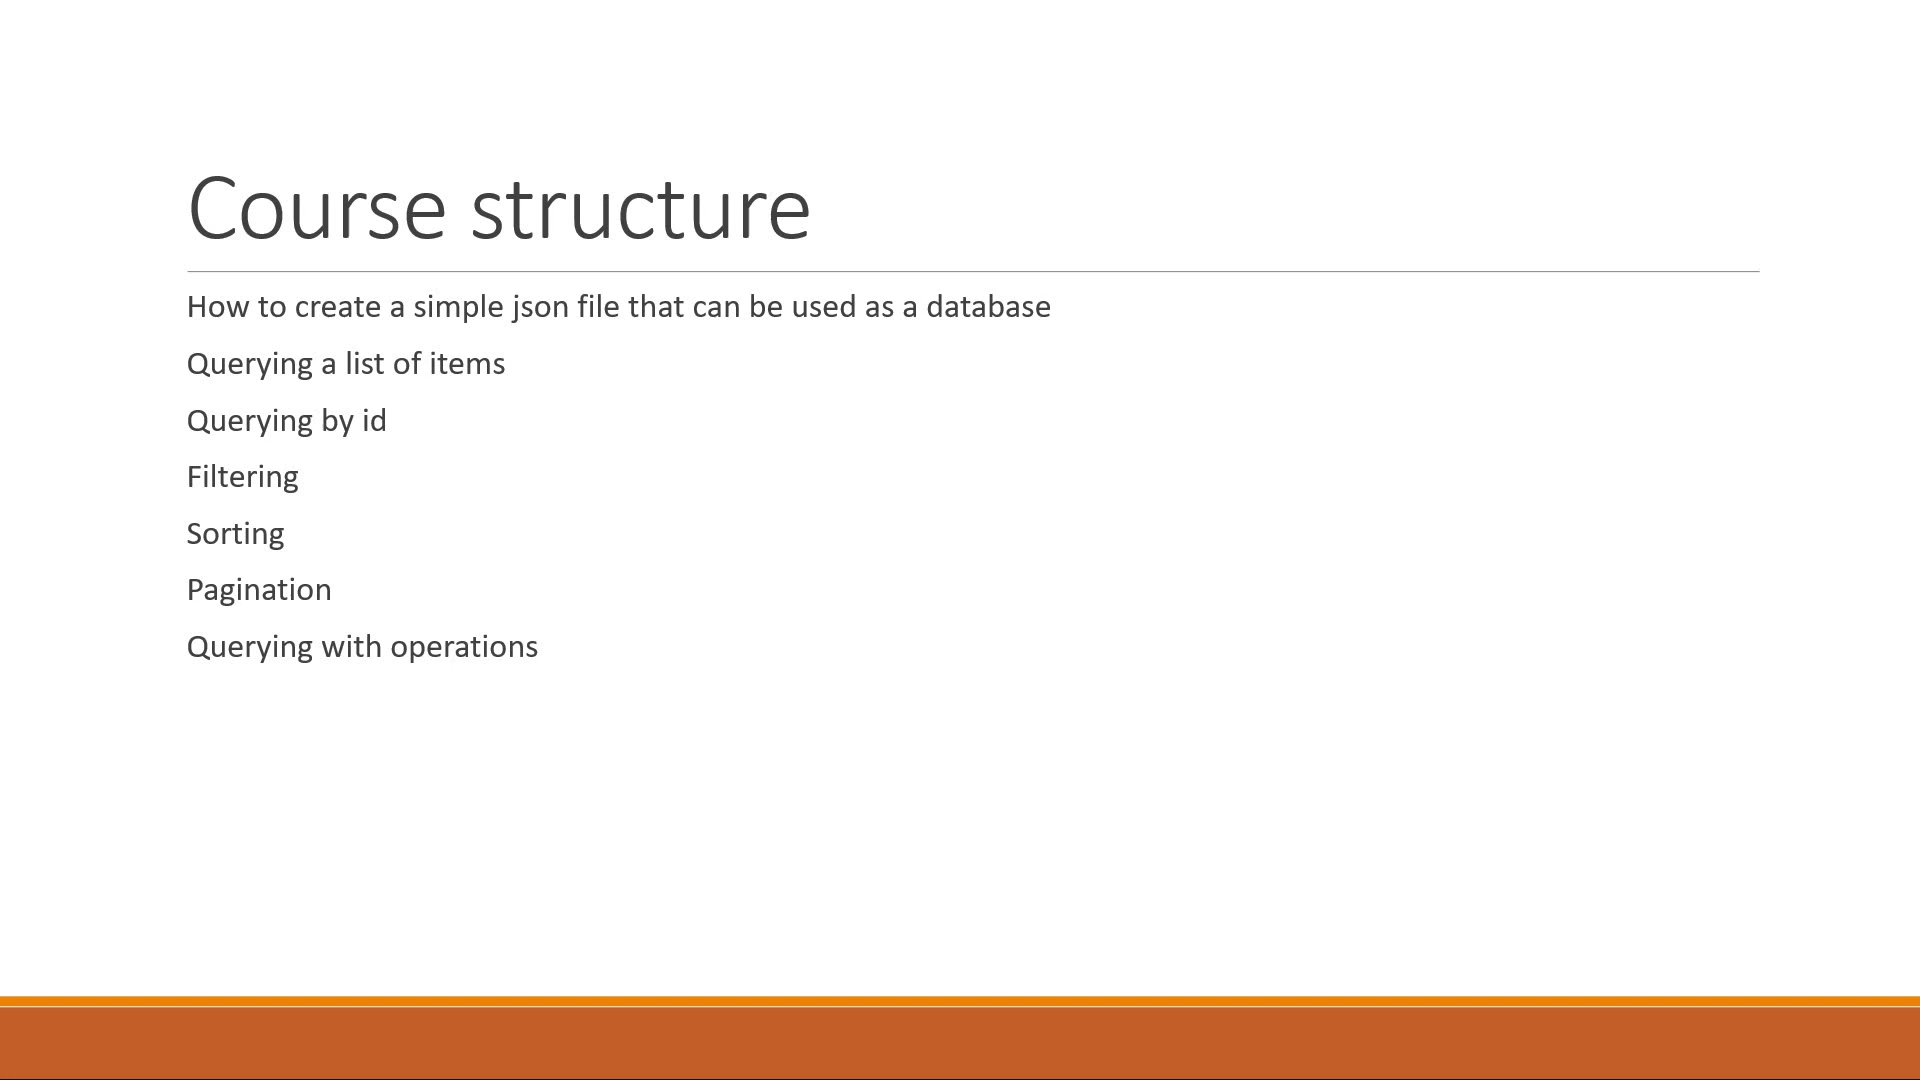 Course structure
How to create a simple json file that can be used as a database
Querying a list of items
Querying by id
Filtering
Sorting
Pagination
Querying with operations